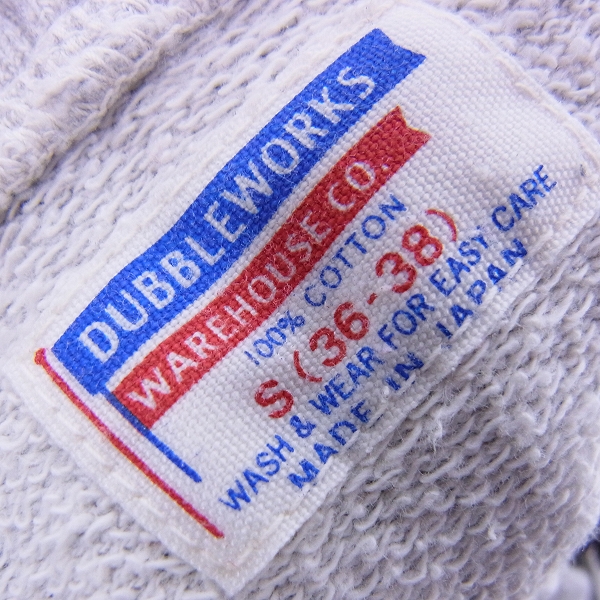 DUBBLEWORKS
WAREHOUSE CO.
100% COTTON
S (36-38)
WASH & WEAR FOR EASY CARE
MADE IN JAPAN